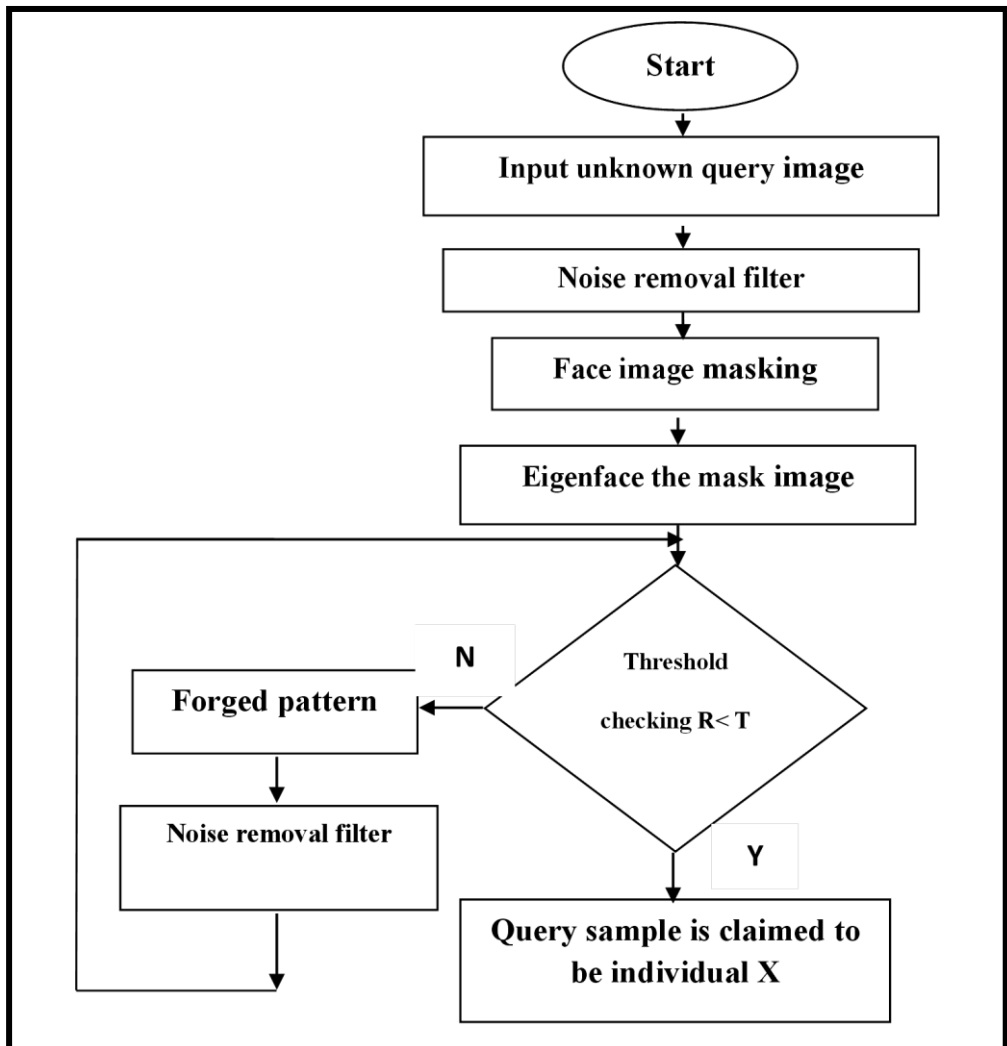 Start
Input unknown query image
Noise removal filter
Face image masking
Eigenface the mask image
Threshold
checking R< T
N
Forged pattern
Noise removal filter
Y
Query sample is claimed to
be individual X